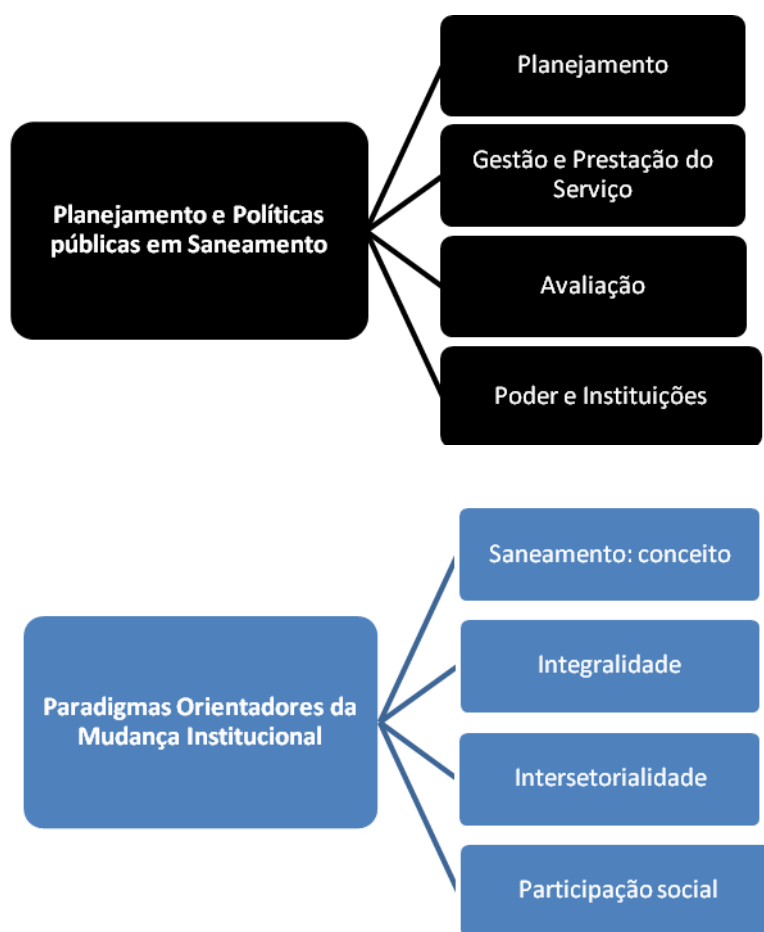 Planejamento e Políticas
públicas em Saneamento
Planejamento
Gestão e Prestação do
Serviço
Avaliação
Poder e Instituições
Paradigmas Orientadores da
Mudança Institucional
Saneamento: conceito
Integralidade
Intersetorialidade
Participação social